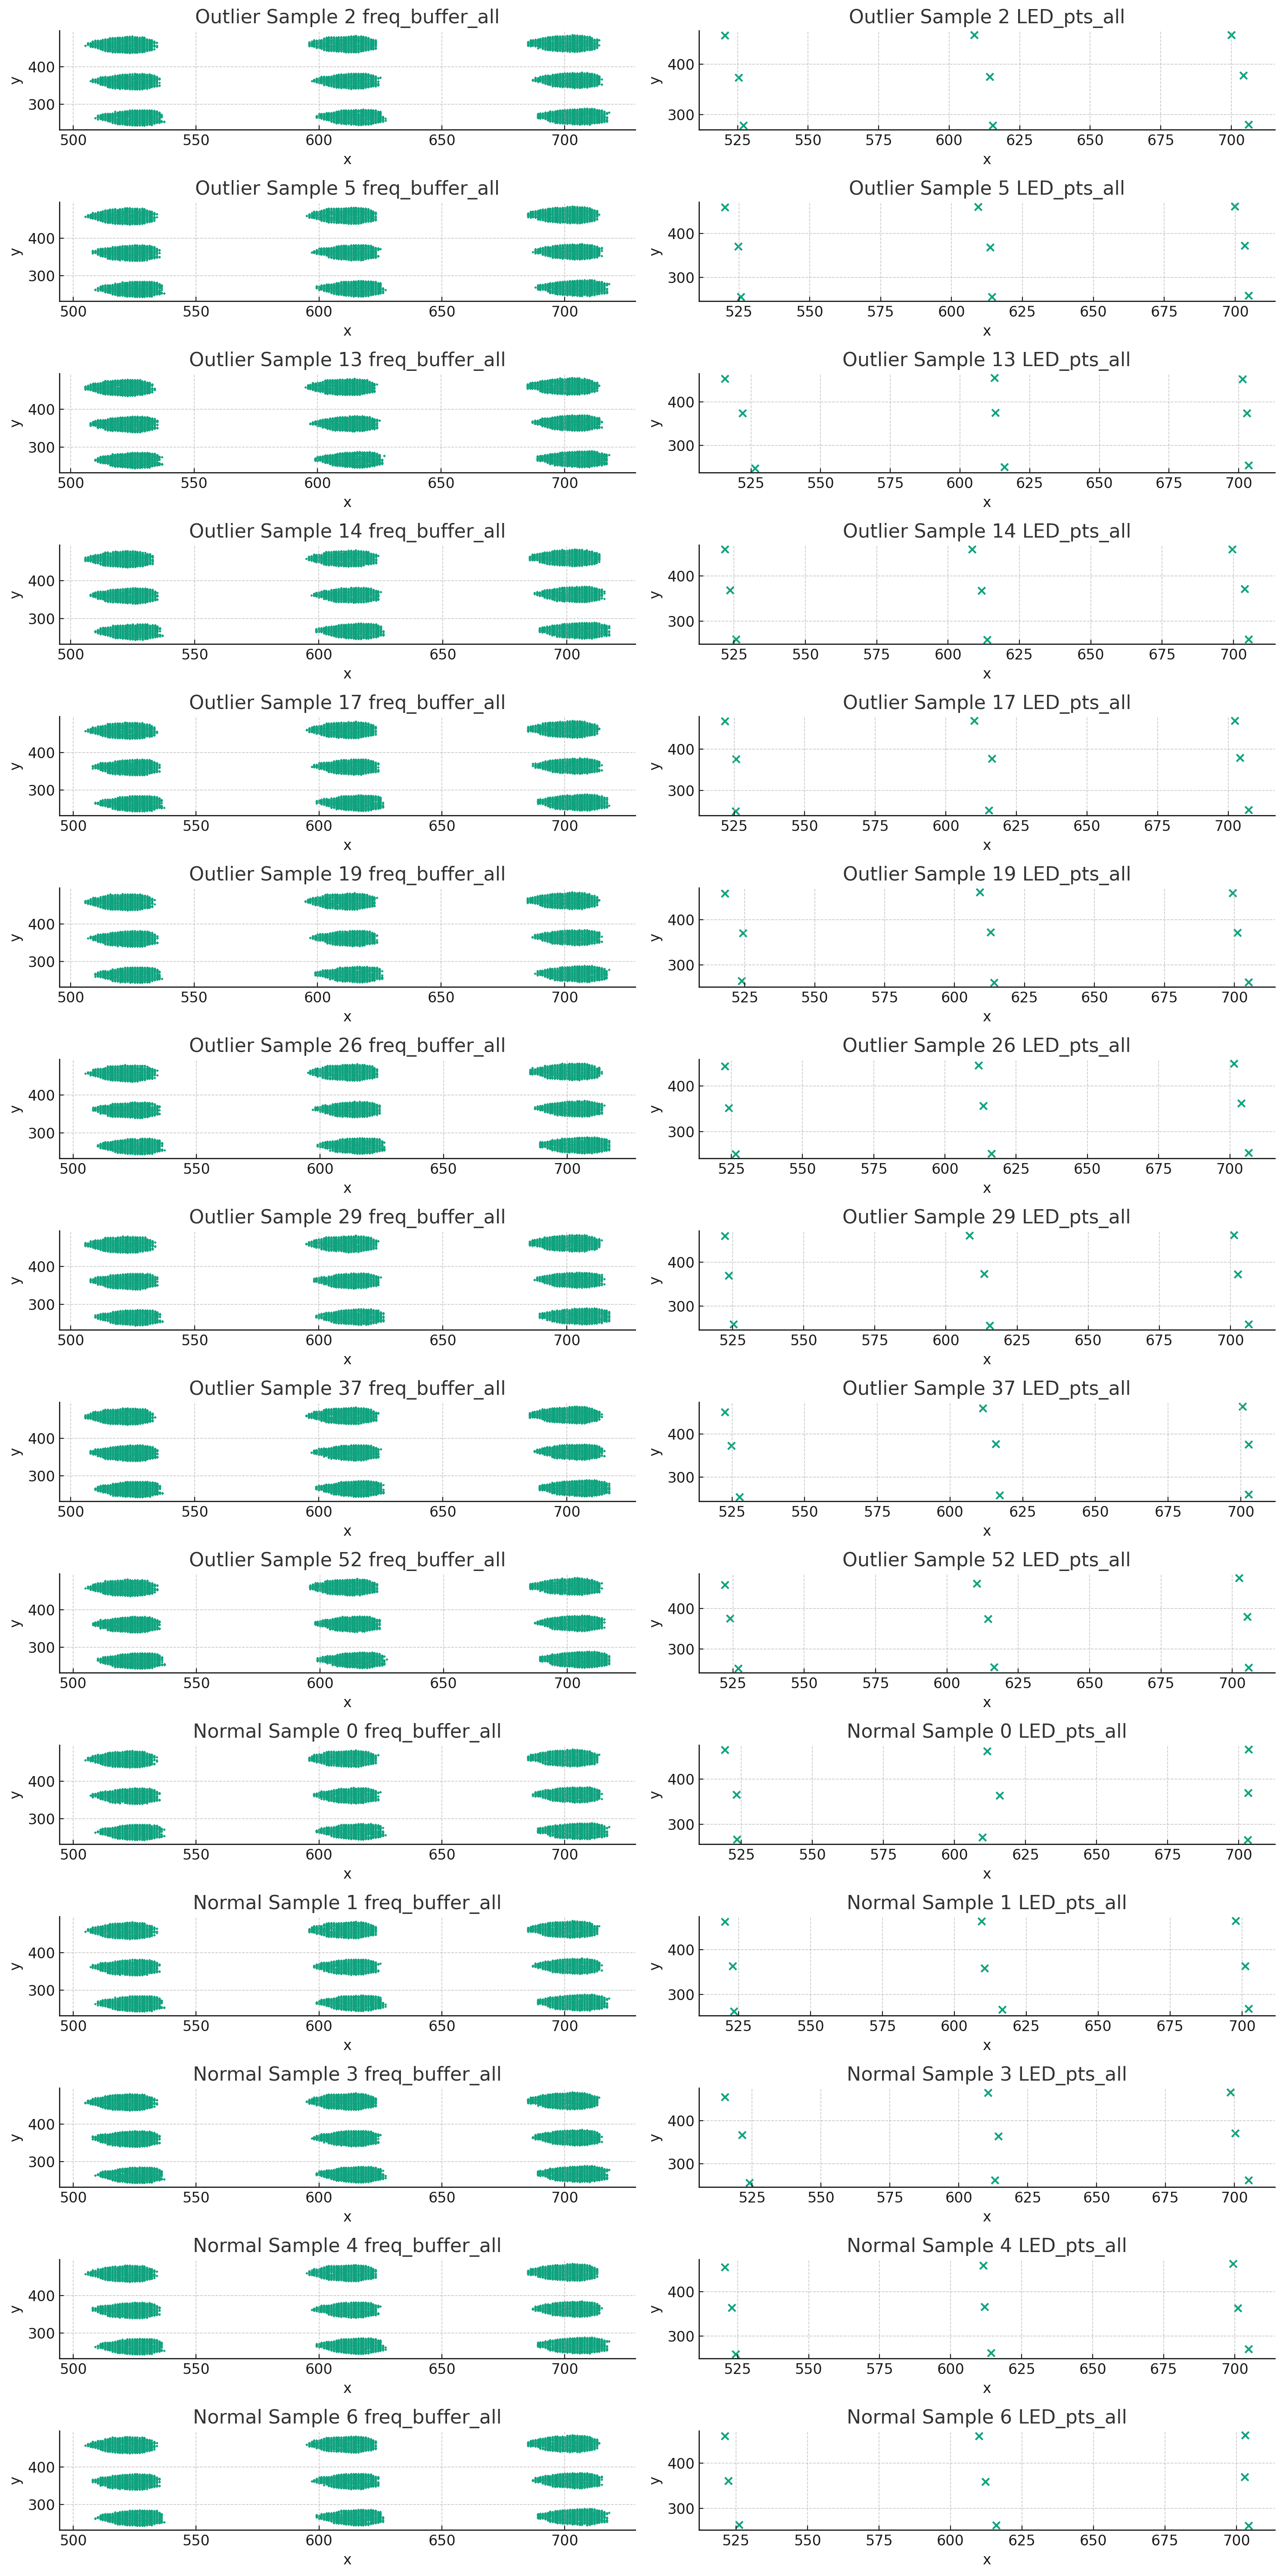 Outlier Sample 2 freq_buffer_all
Outlier Sample 2 LED_pts_all
y
400
300
500
550
600
650
700
x
y
400
300
525
550
575
600
625
650
675
700
x
Outlier Sample 5 freq_buffer_all
Outlier Sample 5 LED_pts_all
y
400
300
500
550
600
650
700
x
y
400
300
525
550
575
600
625
650
675
700
x
Outlier Sample 13 freq_buffer_all
Outlier Sample 13 LED_pts_all
y
400
300
500
550
600
650
700
x
y
400
300
525
550
575
600
625
650
675
700
x
Outlier Sample 14 freq_buffer_all
Outlier Sample 14 LED_pts_all
y
400
300
500
550
600
650
700
x
y
400
300
525
550
575
600
625
650
675
700
x
Outlier Sample 17 freq_buffer_all
Outlier Sample 17 LED_pts_all
y
400
300
500
550
600
650
700
x
y
400
300
525
550
575
600
625
650
675
700
x
Outlier Sample 19 freq_buffer_all
Outlier Sample 19 LED_pts_all
y
400
300
500
550
600
650
700
x
y
400
300
525
550
575
600
625
650
675
700
x
Outlier Sample 26 freq_buffer_all
Outlier Sample 26 LED_pts_all
y
400
300
500
550
600
650
700
x
y
400
300
525
550
575
600
625
650
675
700
x
Outlier Sample 29 freq_buffer_all
Outlier Sample 29 LED_pts_all
y
400
300
500
550
600
650
700
x
y
400
300
525
550
575
600
625
650
675
700
x
Outlier Sample 37 freq_buffer_all
Outlier Sample 37 LED_pts_all
y
400
300
500
550
600
650
700
x
y
400
300
525
550
575
600
625
650
675
700
x
Outlier Sample 52 freq_buffer_all
Outlier Sample 52 LED_pts_all
y
400
300
500
550
600
650
700
x
y
400
300
525
550
575
600
625
650
675
700
x
Normal Sample 0 freq_buffer_all
Normal Sample 0 LED_pts_all
y
400
300
500
550
600
650
700
x
y
400
300
525
550
575
600
625
650
675
700
x
Normal Sample 1 freq_buffer_all
Normal Sample 1 LED_pts_all
y
400
300
500
550
600
650
700
x
y
400
300
525
550
575
600
625
650
675
700
x
Normal Sample 3 freq_buffer_all
Normal Sample 3 LED_pts_all
y
400
300
500
550
600
650
700
x
y
400
300
525
550
575
600
625
650
675
700
x
Normal Sample 4 freq_buffer_all
Normal Sample 4 LED_pts_all
y
400
300
500
550
600
650
700
x
y
400
300
525
550
575
600
625
650
675
700
x
Normal Sample 6 freq_buffer_all
Normal Sample 6 LED_pts_all
y
400
300
500
550
600
650
700
x
y
400
300
525
550
575
600
625
650
675
700
x